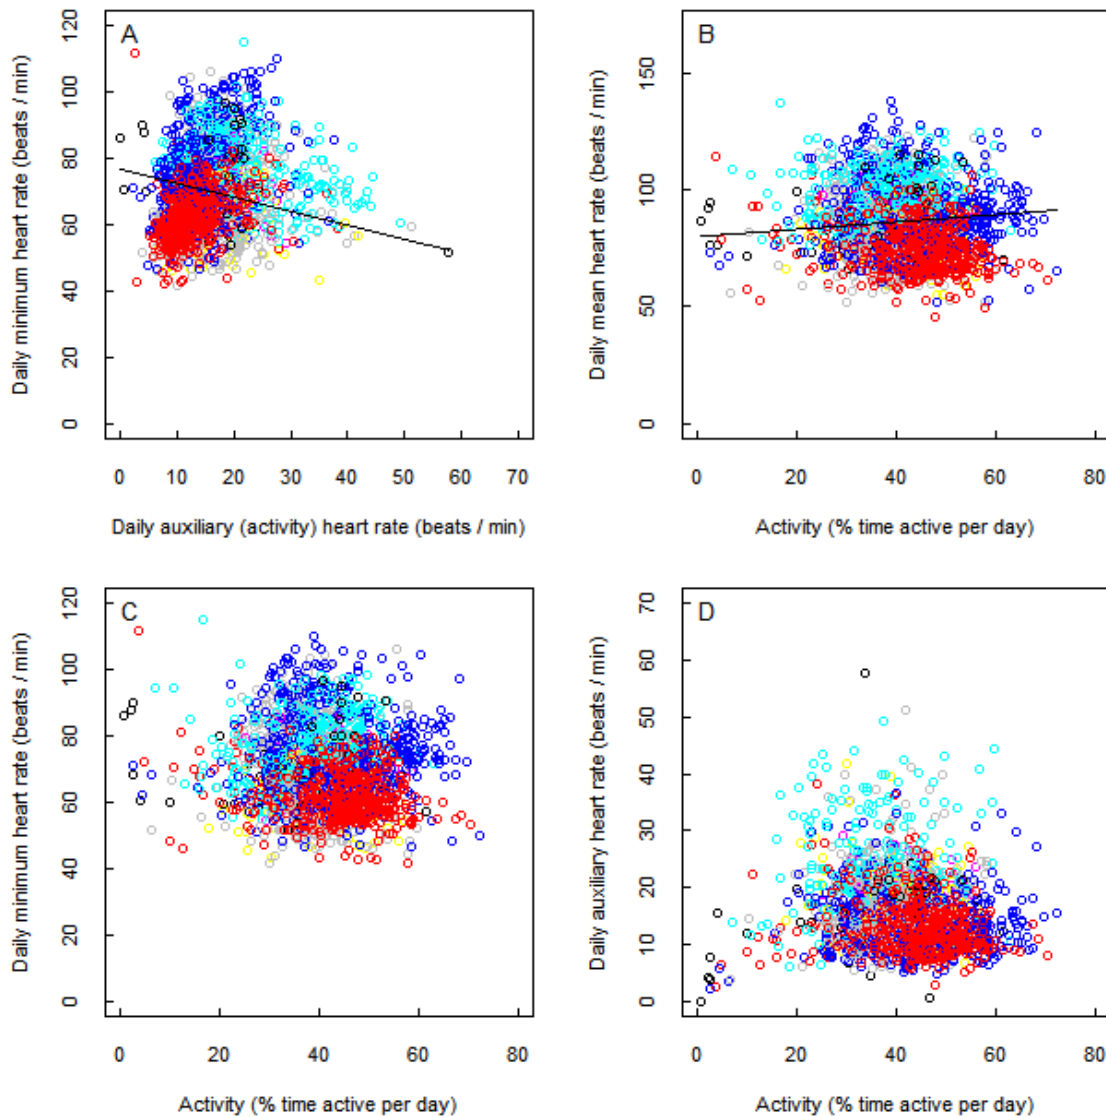 A
B
Daily minimum heart rate (beats / min)
0 20 40 60 80 100 120
0 10 20 30 40 50 60 70
Daily auxiliary (activity) heart rate (beats / min)
Daily mean heart rate (beats / min)
0 50 100 150
0 20 40 60 80
Activity (% time active per day)
C
D
Daily minimum heart rate (beats / min)
0 20 40 60 80 100 120
0 20 40 60 80
Activity (% time active per day)
Daily auxiliary heart rate (beats / min)
0 10 20 30 40 50 60 70
0 20 40 60 80
Activity (% time active per day)